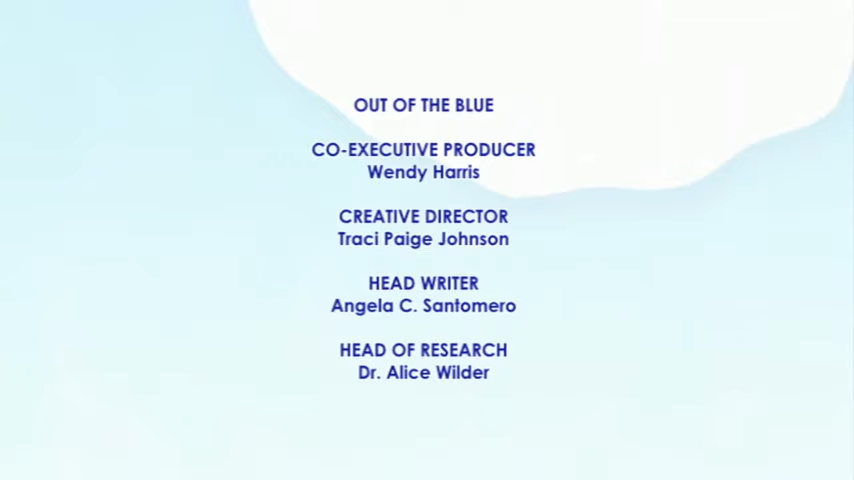 OUT OF THE BLUE
CO-EXECUTIVE PRODUCER
Wendy Harris
CREATIVE DIRECTOR
Traci Paige Johnson
HEAD WRITER
Angela C. Santomero
HEAD OF RESEARCH
Dr. Alice Wilder